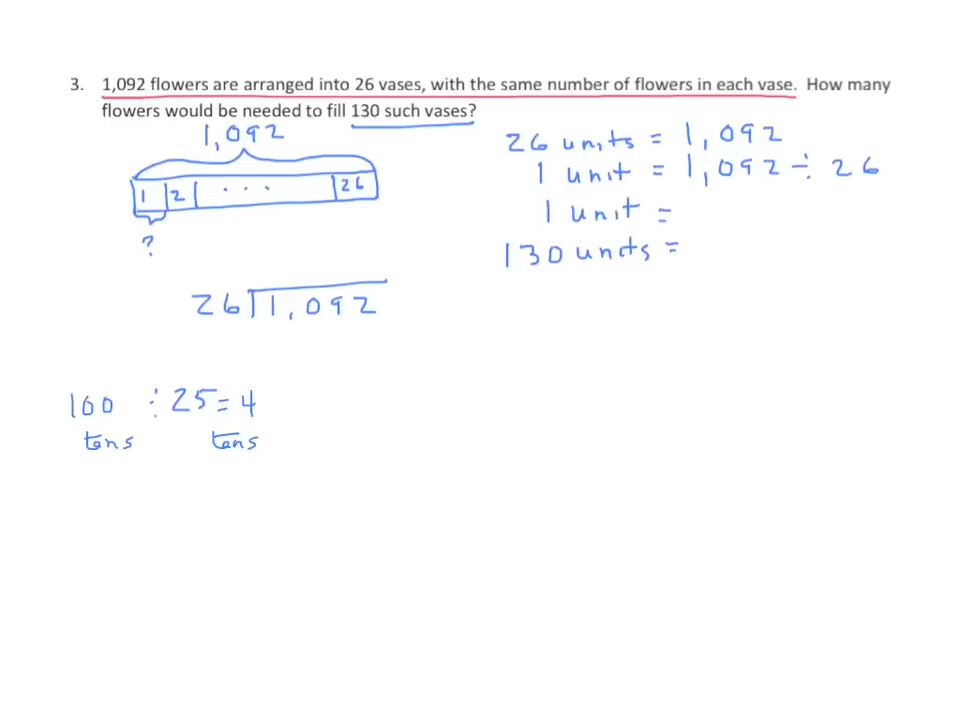 3. 1,092 flowers are arranged into 26 vases, with the same number of flowers in each vase. How many
flowers would be needed to fill 130 such vases?
1,092
1 2 . . . 26
?
26 units = 1,092
1 unit = 1,092 ÷ 26
1 unit =
130 units =
26)1,092
100 ÷ 25 = 4
tens tens